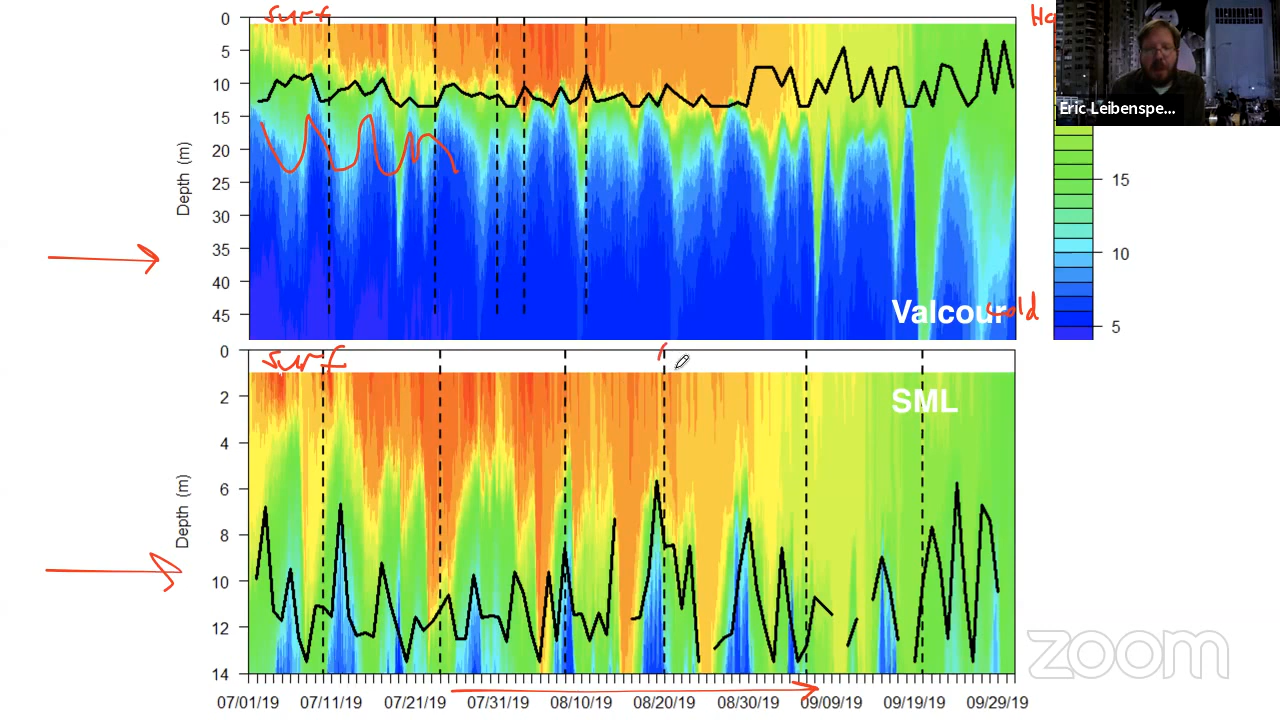 surf
0
5
10
15
20
25
30
35
40
45
Depth (m)
Valcour
Eric Leibenspe...
15
10
5
cold
surf
0
2
4
6
8
10
12
14
Depth (m)
SML
07/01/19 07/11/19 07/21/19 07/31/19 08/10/19 08/20/19 08/30/19 09/09/19 09/19/19 09/29/19
zoom